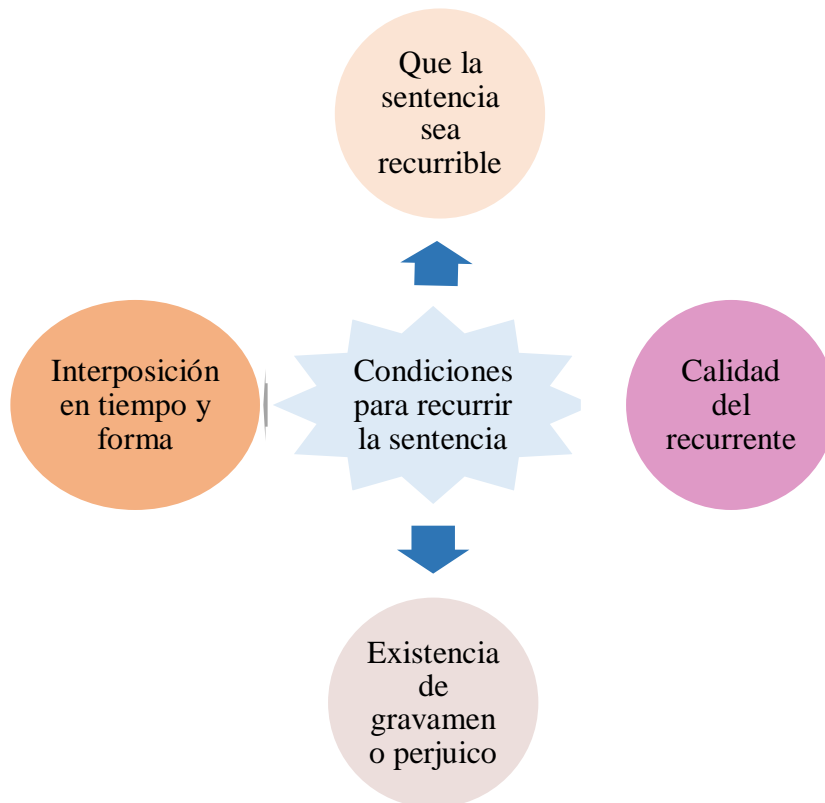 Que la
sentencia
sea
recurrible
Interposición
en tiempo y
forma
Condiciones
para recurrir
la sentencia
Calidad
del
recurrente
Existencia
de
gravamen
o perjuico